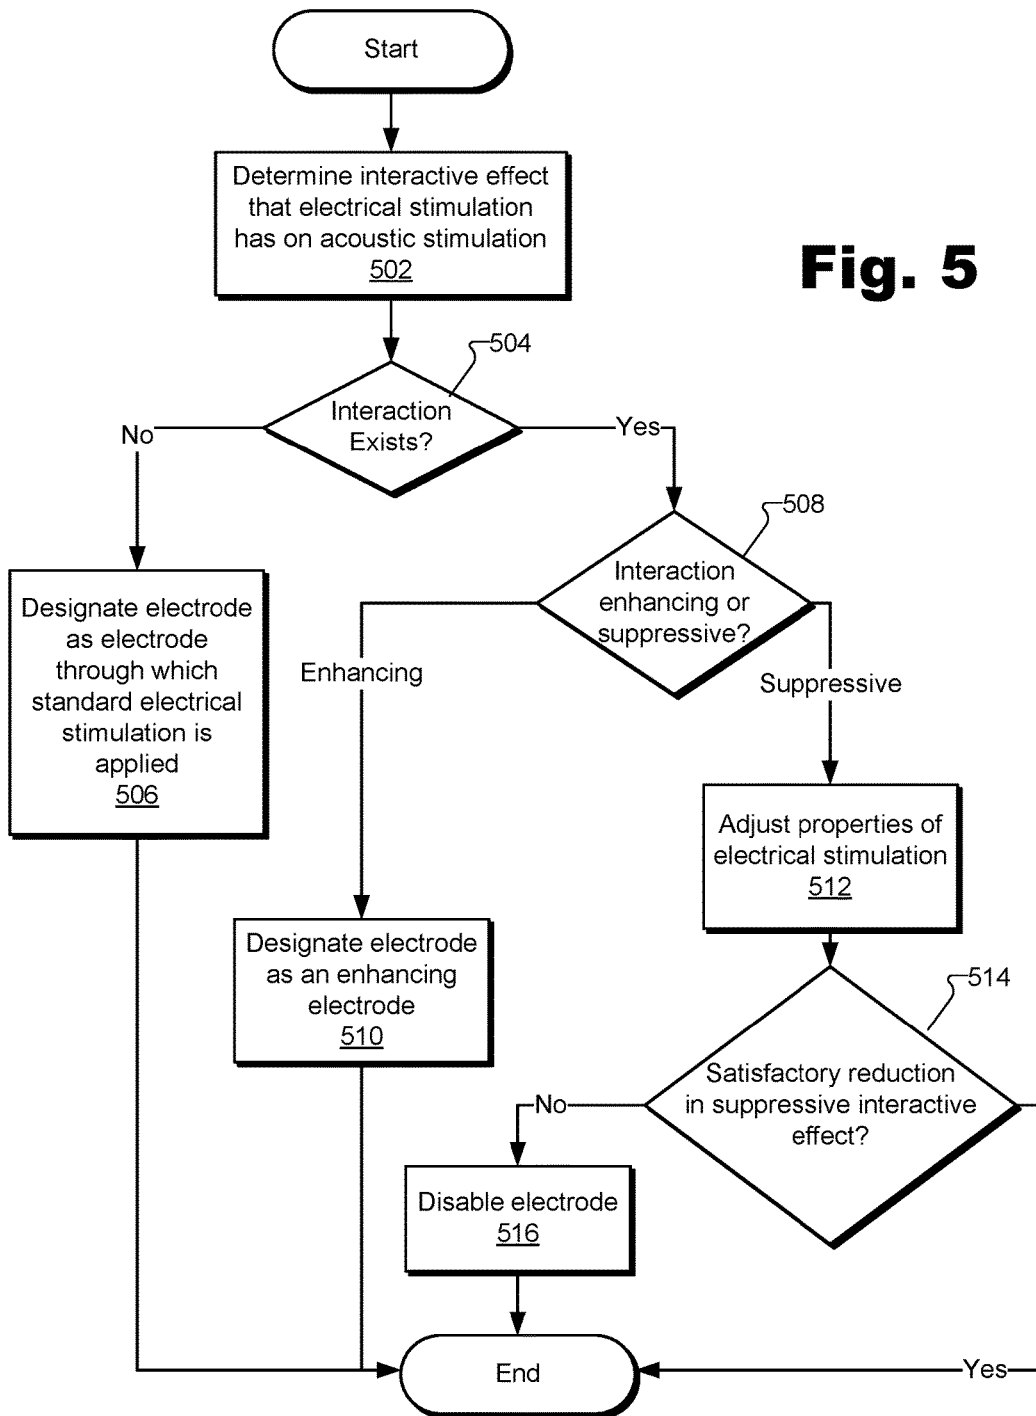 Start
Determine interactive effect
that electrical stimulation
has on acoustic stimulation
502
Fig. 5
504
Interaction
Exists?
No
Yes
508
Interaction
enhancing or
suppressive?
Designate electrode
as electrode
through which
standard electrical
stimulation is
applied
506
Enhancing
Suppressive
Adjust properties of
electrical stimulation
512
Designate electrode
as an enhancing
electrode
510
514
Satisfactory reduction
in suppressive interactive
effect?
No
Disable electrode
516
End
Yes